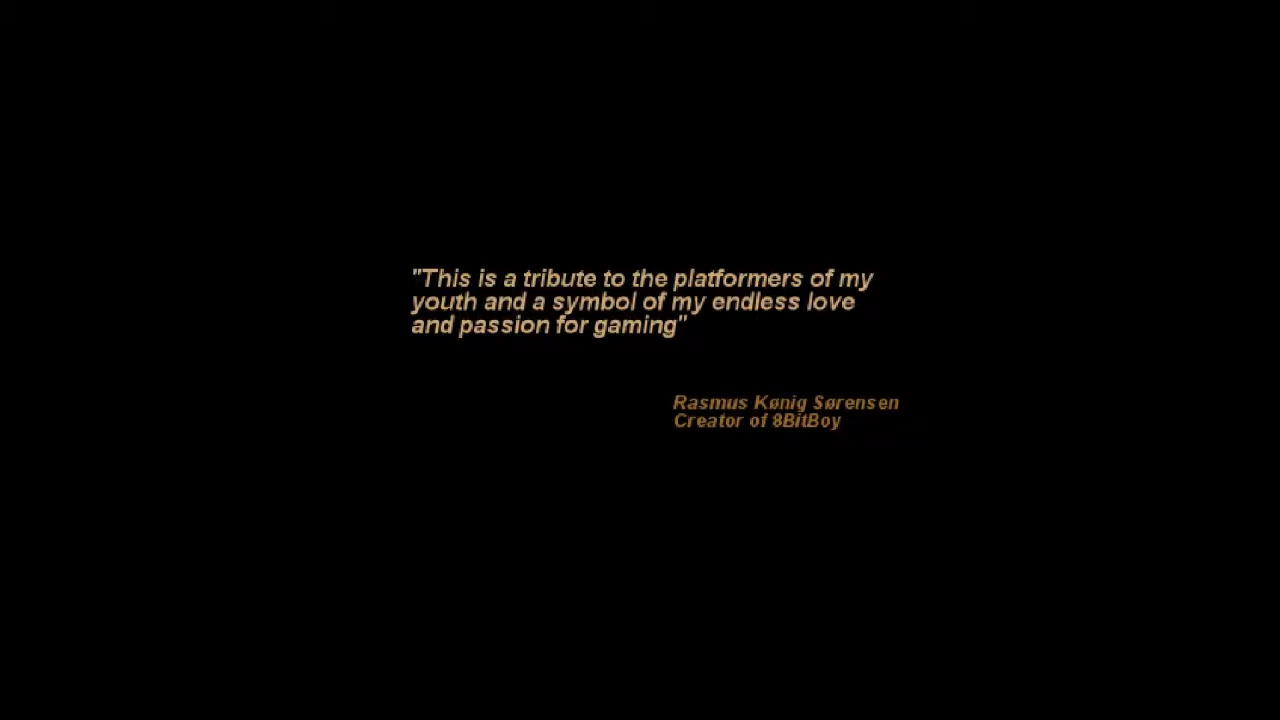 "This is a tribute to the platformers of my
youth and a symbol of my endless love
and passion for gaming"
Rasmus Kønig Sørensen
Creator of 8BitBoy